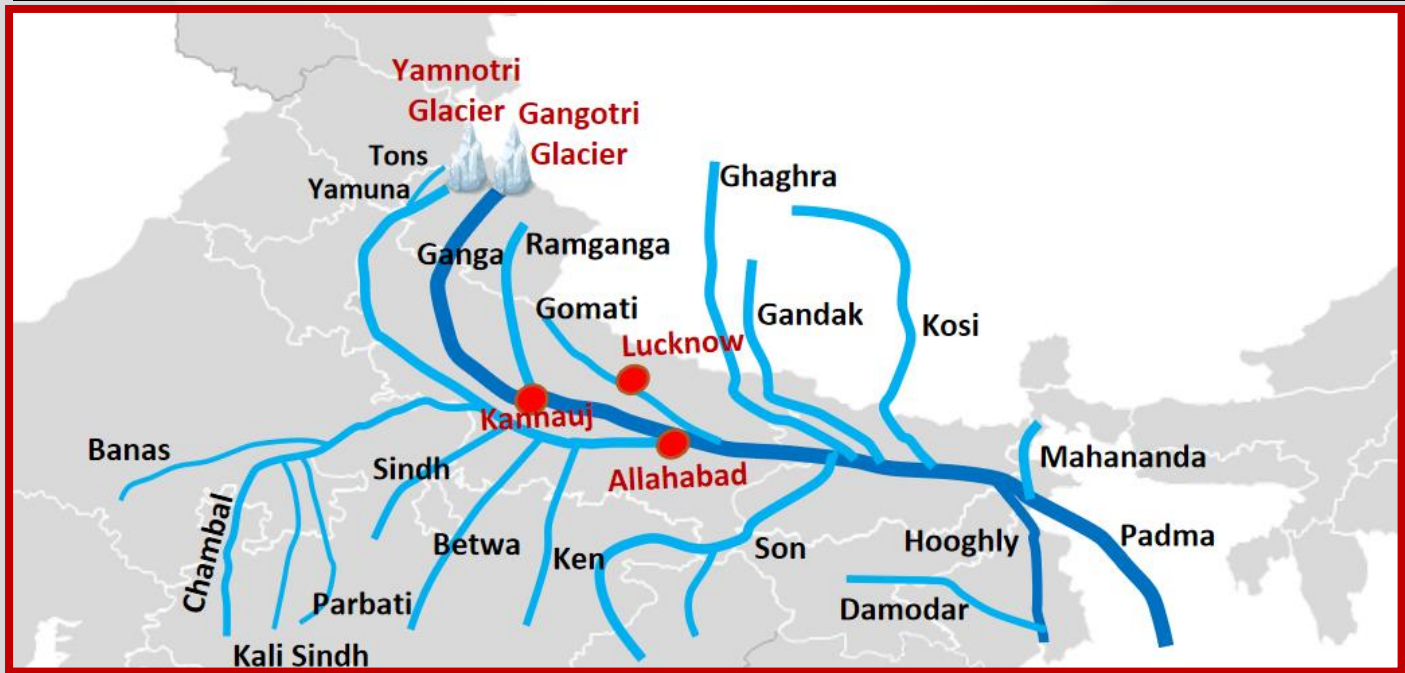 Yamnotri
Glacier
Gangotri
Glacier
Tons
Yamuna
Ghaghra
Ganga
Ramganga
Gomati
Gandak
Kosi
Lucknow
Kannauj
Banas
Sindh
Allahabad
Mahananda
Chambal
Betwa
Ken
Son
Hooghly
Padma
Parbati
Damodar
Kali Sindh